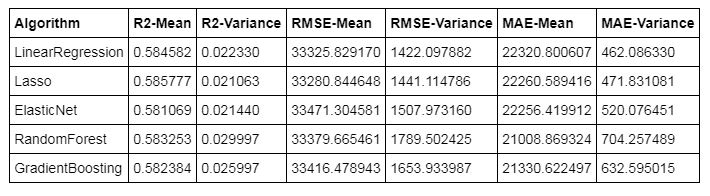 Algorithm R2-Mean R2-Variance RMSE-Mean RMSE-Variance MAE-Mean MAE-Variance
LinearRegression 0.584582 0.022330 33325.829170 1422.097882 22320.800607 462.086330
Lasso 0.585777 0.021063 33280.844648 1441.114786 22260.589416 471.831081
ElasticNet 0.581069 0.021440 33471.304581 1507.973160 22256.419912 520.076451
RandomForest 0.583253 0.029997 33379.665461 1789.502425 21008.869324 704.257489
GradientBoosting 0.582384 0.025997 33416.478943 1653.933987 21330.622497 632.595015